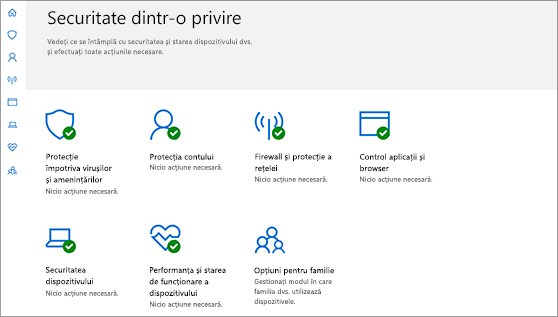 Securitate dintr-o privire
Vedeți ce se întâmplă cu securitatea și starea dispozitivului dvs.
și efectuați toate acțiunile necesare.
Protecție
împotriva virușilor
și amenințărilor
Nicio acțiune necesară.
Protecția contului
Nicio acțiune necesară.
Firewall și protecție a
rețelei
Nicio acțiune necesară.
Control aplicații și
browser
Nicio acțiune necesară.
Securitatea
dispozitivului
Nicio acțiune necesară.
Performanța și starea
de funcționare a
dispozitivului
Nicio acțiune necesară.
Opțiuni pentru familie
Gestionați modul în care
familia dvs. utilizează
dispozitivele.